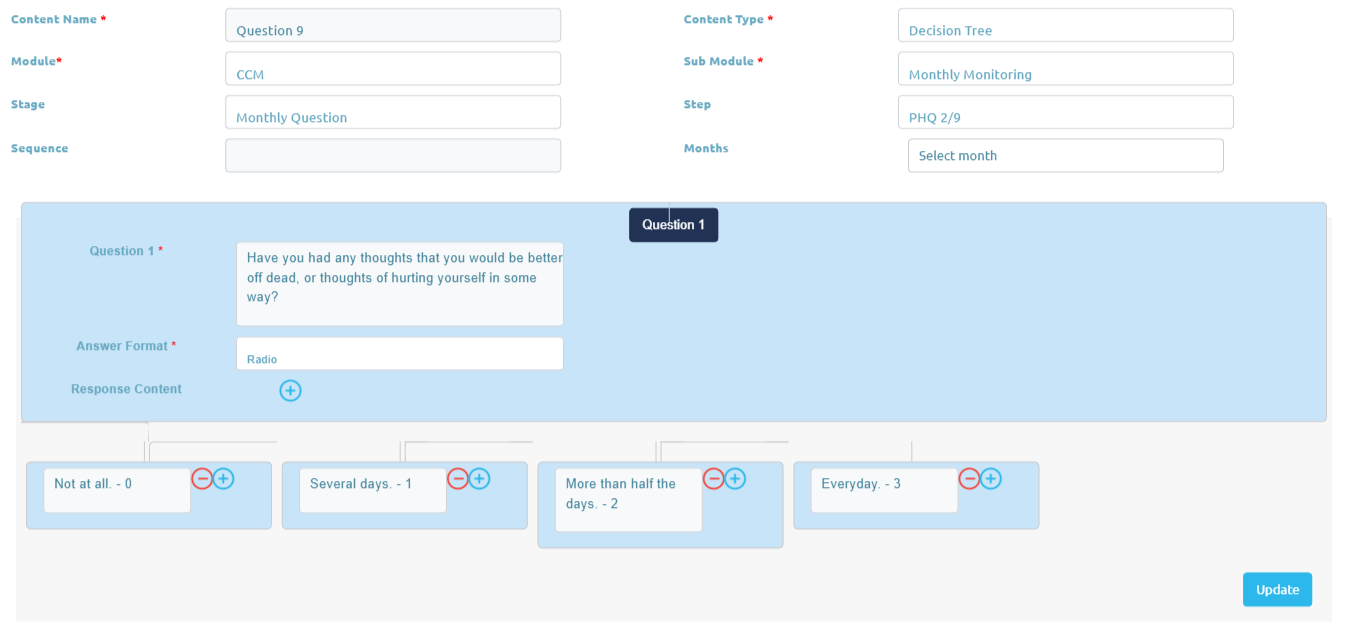 Content Name *
Question 9
Content Type *
Decision Tree
Module*
CCM
Sub Module *
Monthly Monitoring
Stage
Monthly Question
Step
PHQ 2/9
Sequence
Months
Select month
Question 1
Question 1 *
Have you had any thoughts that you would be better
off dead, or thoughts of hurting yourself in some
way?
Answer Format *
Radio
Response Content
Not at all. - 0
Several days. - 1
More than half the
days. - 2
Everyday. - 3
Update